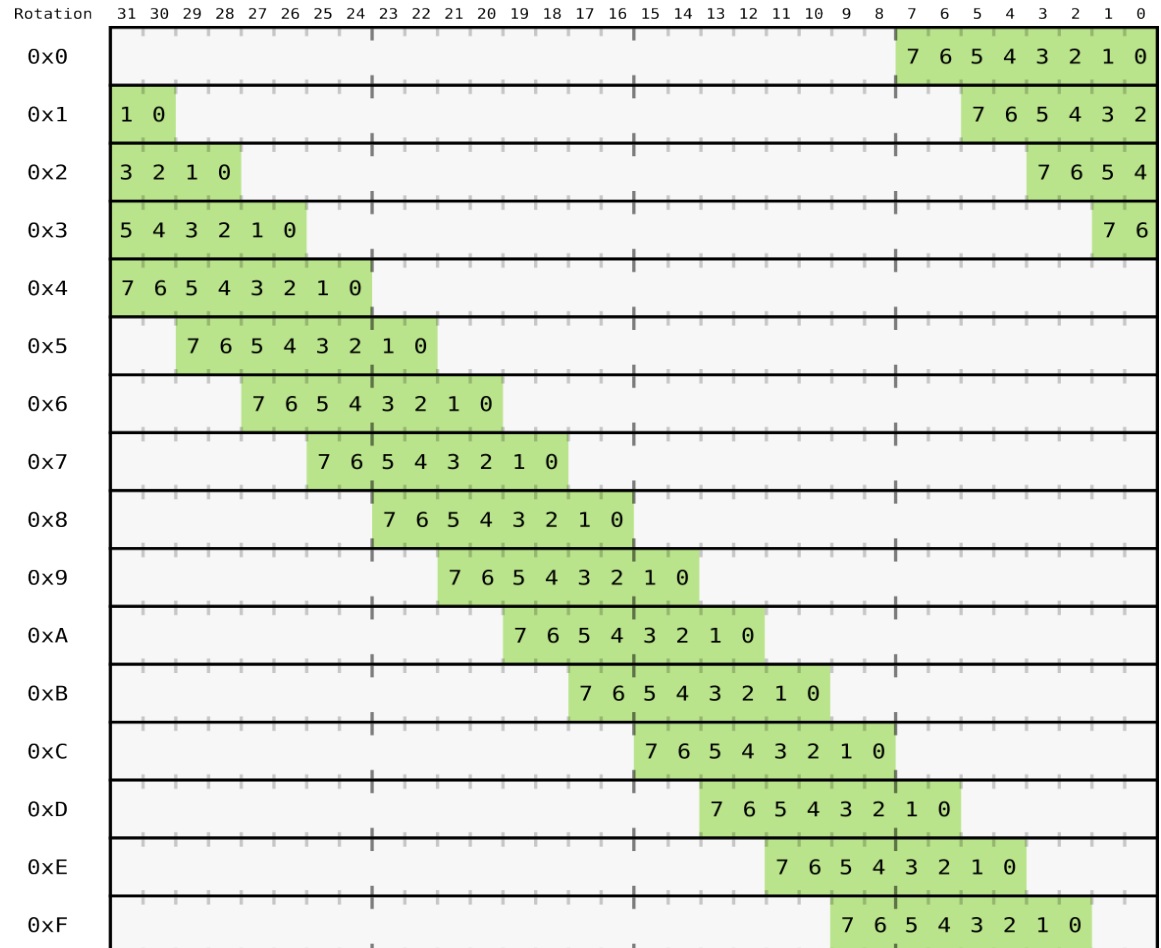 Rotation 31 30 29 28 27 26 25 24 23 22 21 20 19 18 17 16 15 14 13 12 11 10 9 8 7 6 5 4 3 2 1 0
0x0 7 6 5 4 3 2 1 0
0x1 1 0 7 6 5 4 3 2
0x2 3 2 1 0 7 6 5 4
0x3 5 4 3 2 1 0 7 6
0x4 7 6 5 4 3 2 1 0
0x5 7 6 5 4 3 2 1 0
0x6 7 6 5 4 3 2 1 0
0x7 7 6 5 4 3 2 1 0
0x8 7 6 5 4 3 2 1 0
0x9 7 6 5 4 3 2 1 0
0xA 7 6 5 4 3 2 1 0
0xB 7 6 5 4 3 2 1 0
0xC 7 6 5 4 3 2 1 0
0xD 7 6 5 4 3 2 1 0
0xE 7 6 5 4 3 2 1 0
0xF 7 6 5 4 3 2 1 0